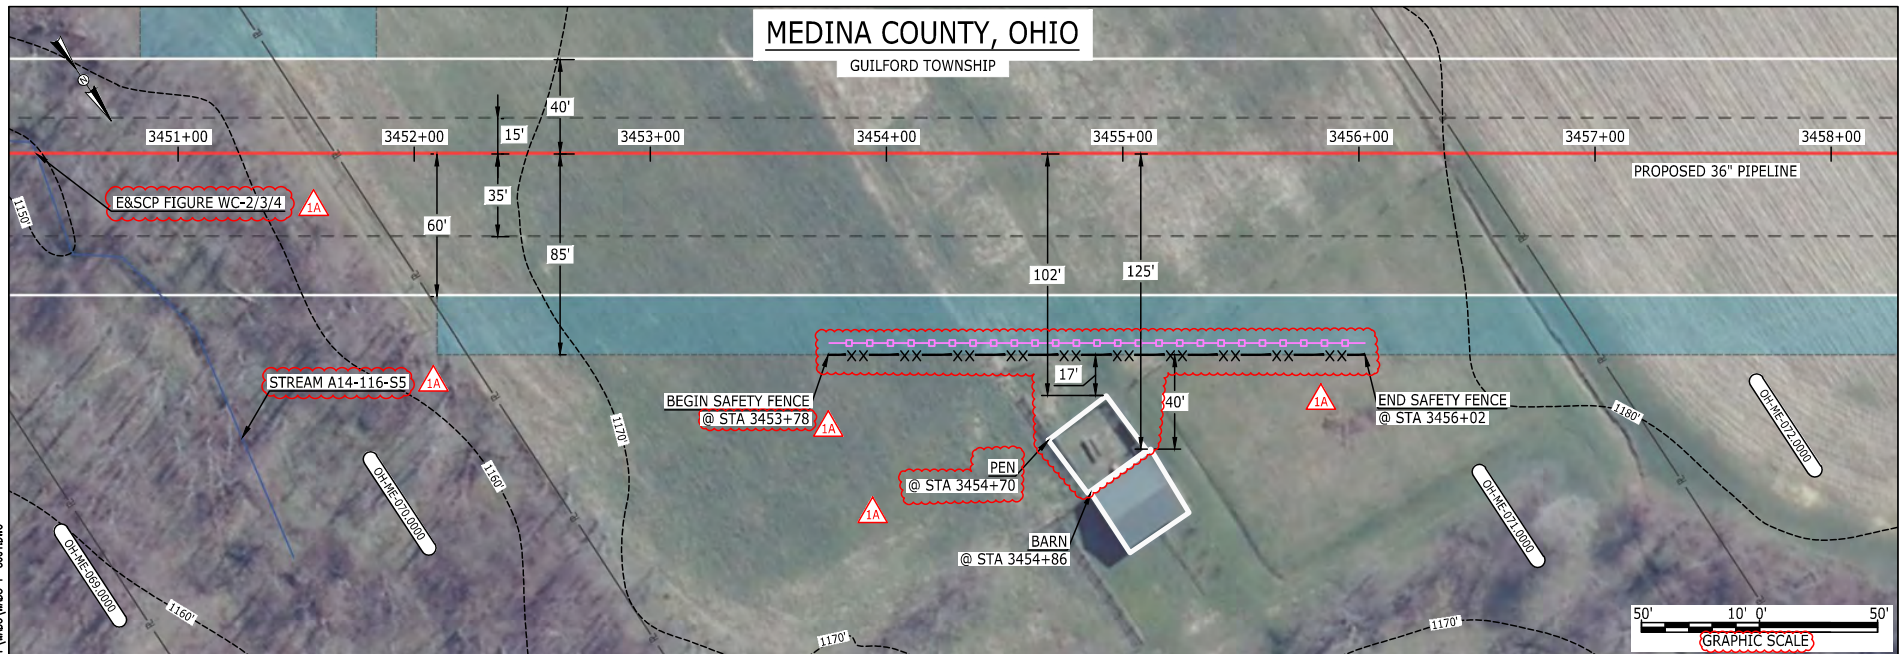 MEDINA COUNTY, OHIO
GUILFORD TOWNSHIP
N
40'
15'
3451+00
3452+00
3453+00
3454+00
3455+00
3456+00
3457+00
3458+00
PROPOSED 36" PIPELINE
E&SCP FIGURE WC-2/3/4
1A
1150'
35'
60'
85'
102'
125'
STREAM A14-116-S5
1A
17'
40'
BEGIN SAFETY FENCE
@ STA 3453+78
1A
END SAFETY FENCE
@ STA 3456+02
1A
1180'
OH-ME-072.0000
1170'
PEN
@ STA 3454+70
1A
1160'
OH-ME-070.0000
OH-ME-071.0000
BARN
@ STA 3454+86
OH-ME-069.0000
1160'
1170'
1170'
50'
10'
0'
50'
GRAPHIC SCALE